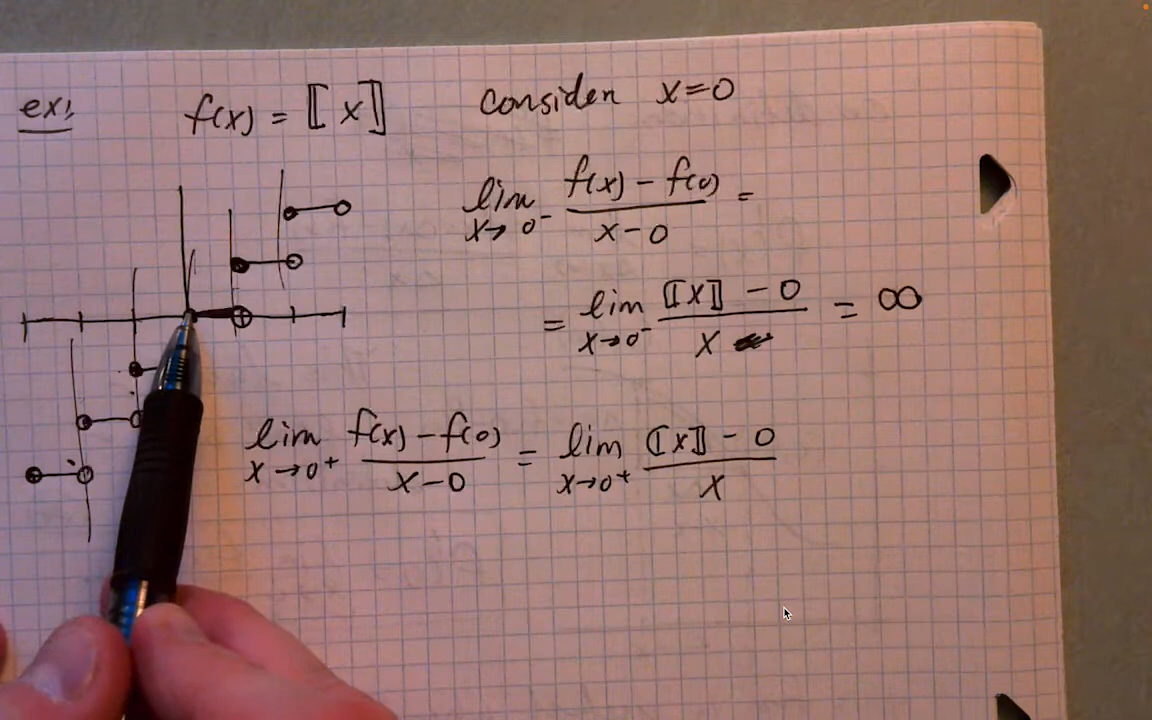 ex: f(x) = ⟦x⟧ consider x=0
lim x→0⁻ f(x) - f(0) / x-0 =
= lim x→0⁻ ⟦x⟧ - 0 / x = ∞
lim x→0⁺ f(x) - f(0) / x-0 = lim x→0⁺ ⟦x⟧ - 0 / x